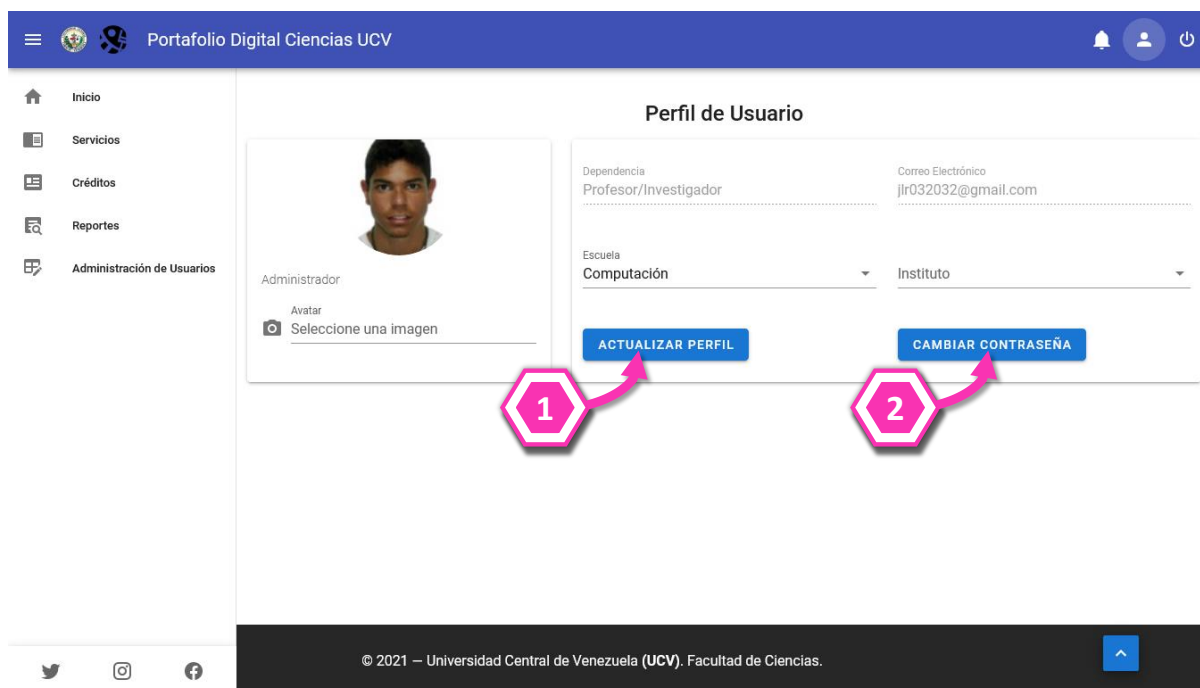 Portafolio Digital Ciencias UCV
Inicio
Servicios
Créditos
Reportes
Administración de Usuarios
Perfil de Usuario
Administrador
Avatar
Seleccione una imagen
Dependencia
Profesor/Investigador
Correo Electrónico
jlr032032@gmail.com
Escuela
Computación
Instituto
ACTUALIZAR PERFIL
CAMBIAR CONTRASEÑA
1
2
© 2021 — Universidad Central de Venezuela (UCV). Facultad de Ciencias.